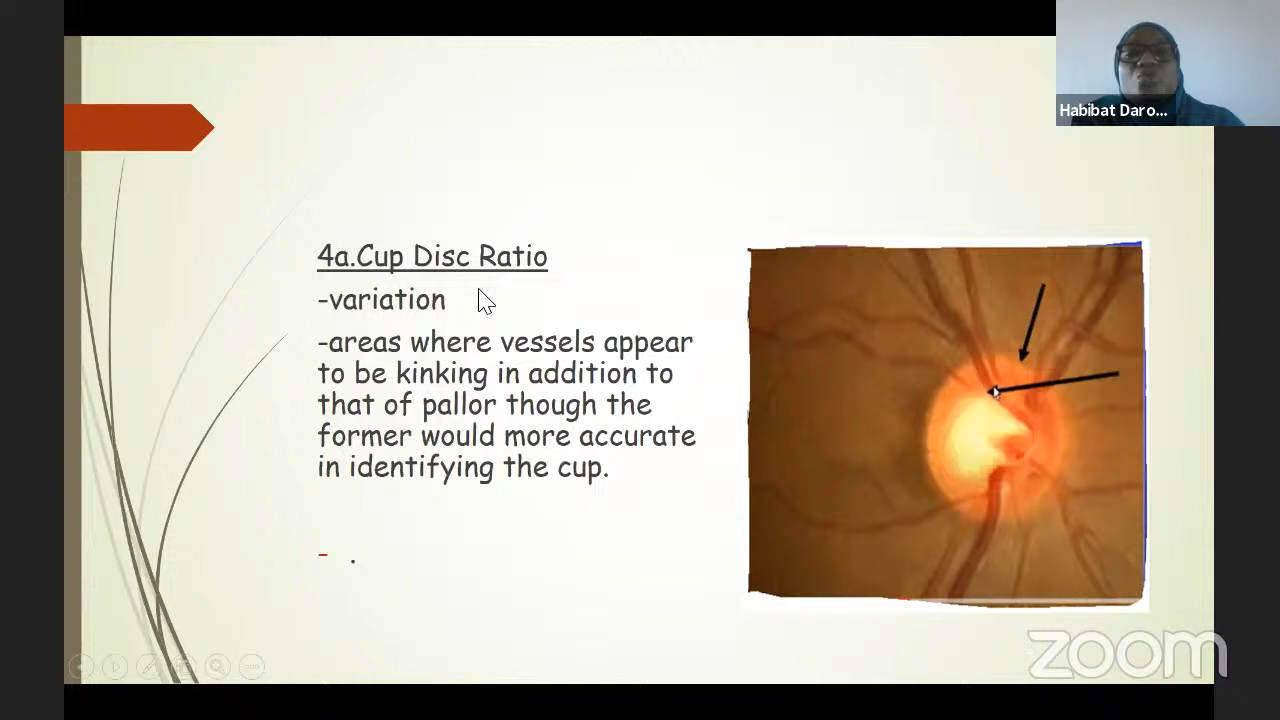 Habibat Daro...
4a.Cup Disc Ratio
-variation
-areas where vessels appear
to be kinking in addition to
that of pallor though the
former would more accurate
in identifying the cup.
- .
zoom